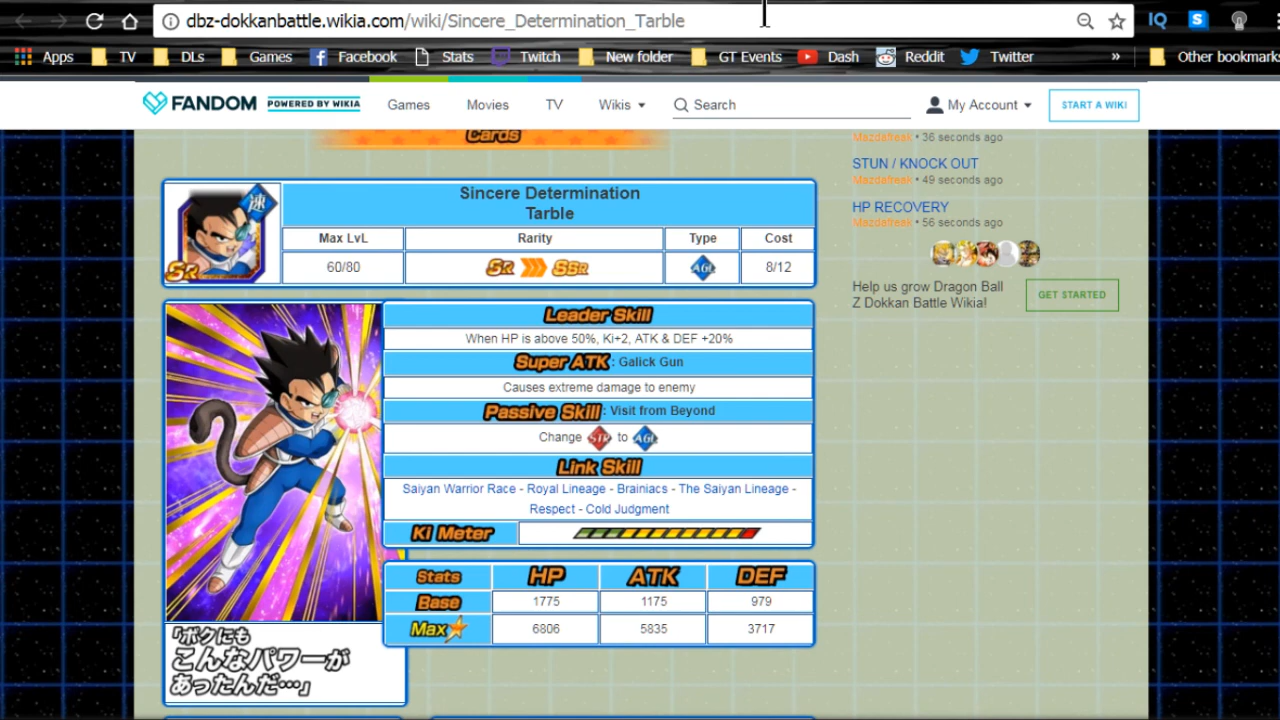 dbz-dokkanbattle.wikia.com/wiki/Sincere_Determination_Tarble
IQ
S
Apps TV DLs Games Facebook Stats Twitch New folder GT Events Dash Reddit Twitter » Other bookmarks
FANDOM POWERED BY WIKIA Games Movies TV Wikis Search My Account START A WIKI
Cards
Mazdafreak • 36 seconds ago
STUN / KNOCK OUT
Mazdafreak • 49 seconds ago
HP RECOVERY
Mazdafreak • 56 seconds ago
Help us grow Dragon Ball
Z Dokkan Battle Wikia!
GET STARTED
速
SR
Sincere Determination
Tarble
Max LvL Rarity Type Cost
60/80 SR SSR AGL 8/12
Leader Skill
When HP is above 50%, Ki+2, ATK & DEF +20%
Super ATK : Galick Gun
Causes extreme damage to enemy
Passive Skill : Visit from Beyond
Change STR to AGL
Link Skill
Saiyan Warrior Race - Royal Lineage - Brainiacs - The Saiyan Lineage -
Respect - Cold Judgment
Ki Meter
Stats HP ATK DEF
Base 1775 1175 979
Max 6806 5835 3717
「ボクにも
こんなパワーが
あったんだ…」